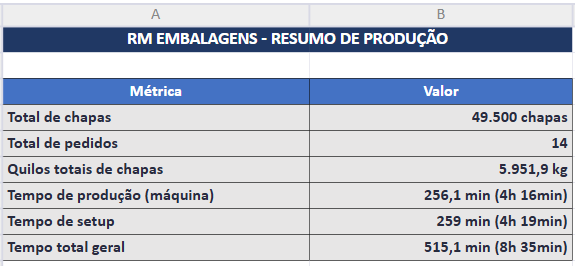 A B
RM EMBALAGENS - RESUMO DE PRODUÇÃO
Métrica Valor
Total de chapas 49.500 chapas
Total de pedidos 14
Quilos totais de chapas 5.951,9 kg
Tempo de produção (máquina) 256,1 min (4h 16min)
Tempo de setup 259 min (4h 19min)
Tempo total geral 515,1 min (8h 35min)